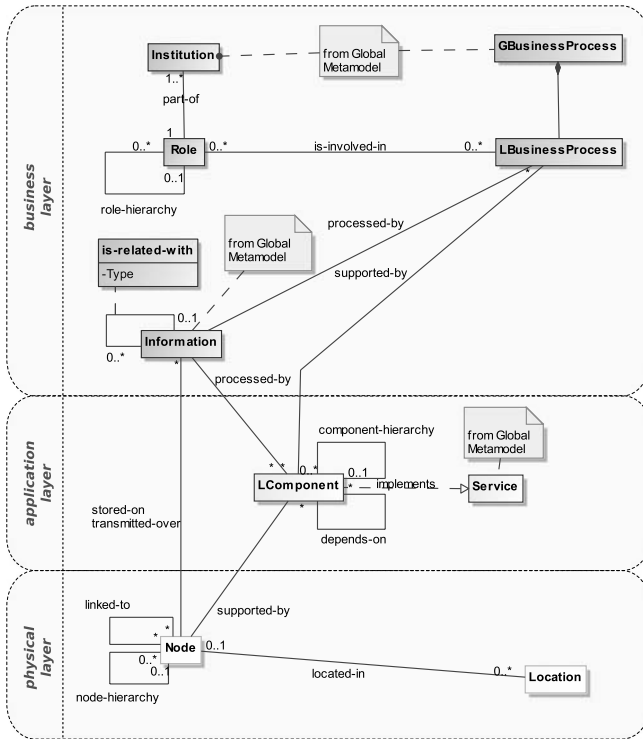 Institution
from Global
Metamodel
GBusinessProcess
1..*
part-of
1
0..*
Role
0..*
is-involved-in
0..*
LBusinessProcess
0..1
*
role-hierarchy
business
layer
processed-by
is-related-with
-Type
from Global
Metamodel
supported-by
0..1
Information
0..*
*
processed-by
component-hierarchy
from Global
Metamodel
application
layer
*
*
0..*
0..1
LComponent
*
implements
Service
*
stored-on
transmitted-over
depends-on
linked-to
supported-by
*
*
*
physical
layer
Node
0..1
0..*
0..1
located-in
0..*
Location
node-hierarchy